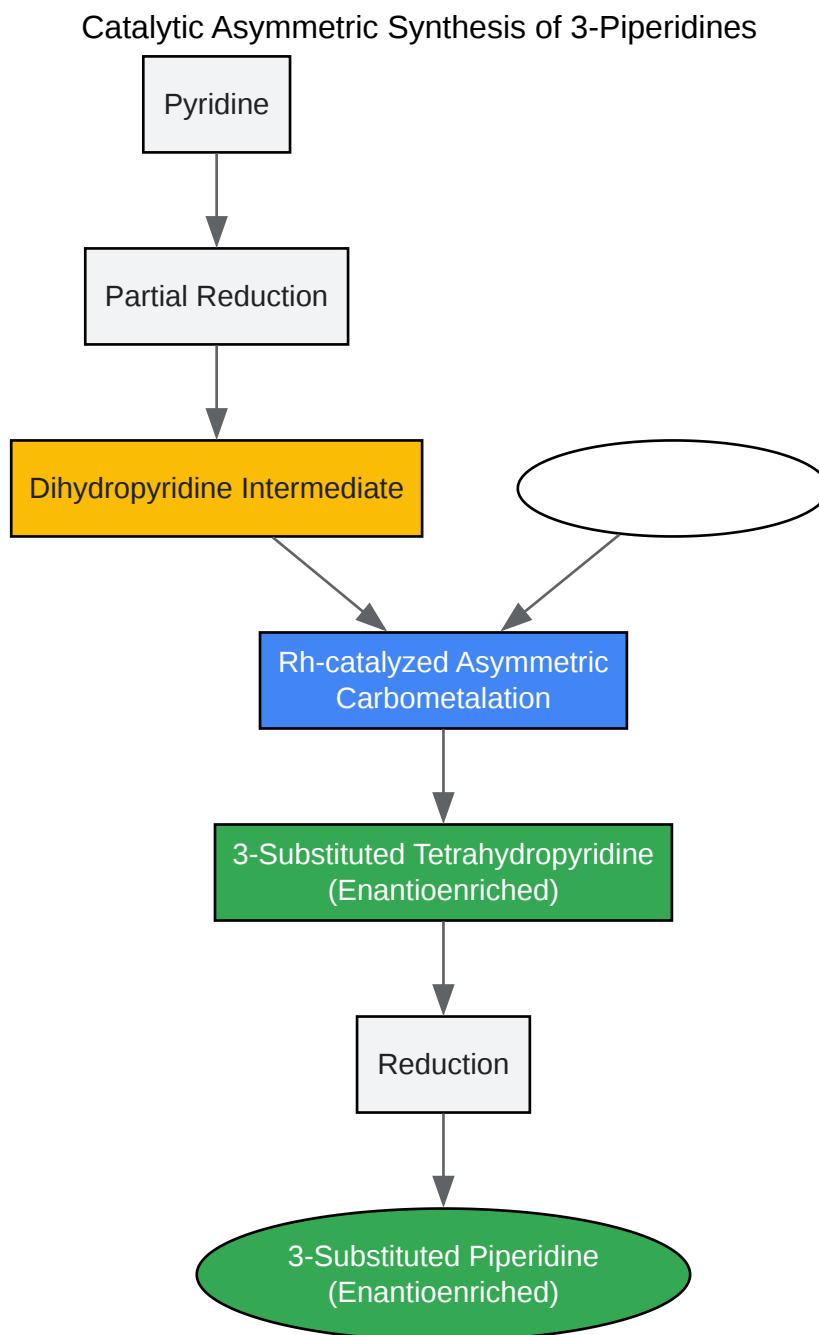 Catalytic Asymmetric Synthesis of 3-Piperidines
Pyridine
Partial Reduction
Dihydropyridine Intermediate
Rh-catalyzed Asymmetric
Carbometalation
3-Substituted Tetrahydropyridine
(Enantioenriched)
Reduction
3-Substituted Piperidine
(Enantioenriched)